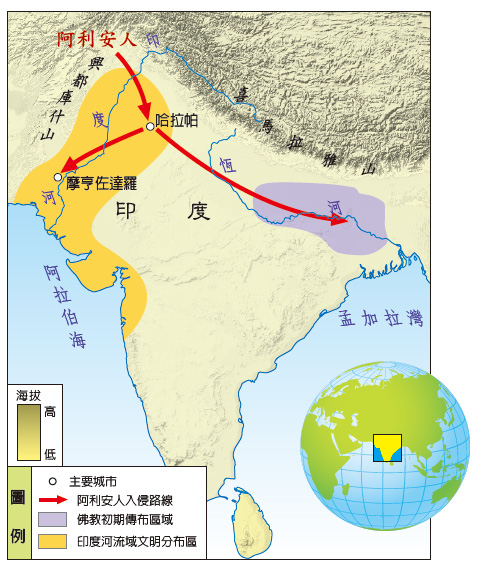 阿利安人
印度河
興都庫什山
喜馬拉雅山
哈拉帕
恆河
摩亨佐達羅
印度
阿拉伯海
孟加拉灣
海拔
高
低
圖例
主要城市
阿利安人入侵路線
佛教初期傳布區域
印度河流域文明分布區